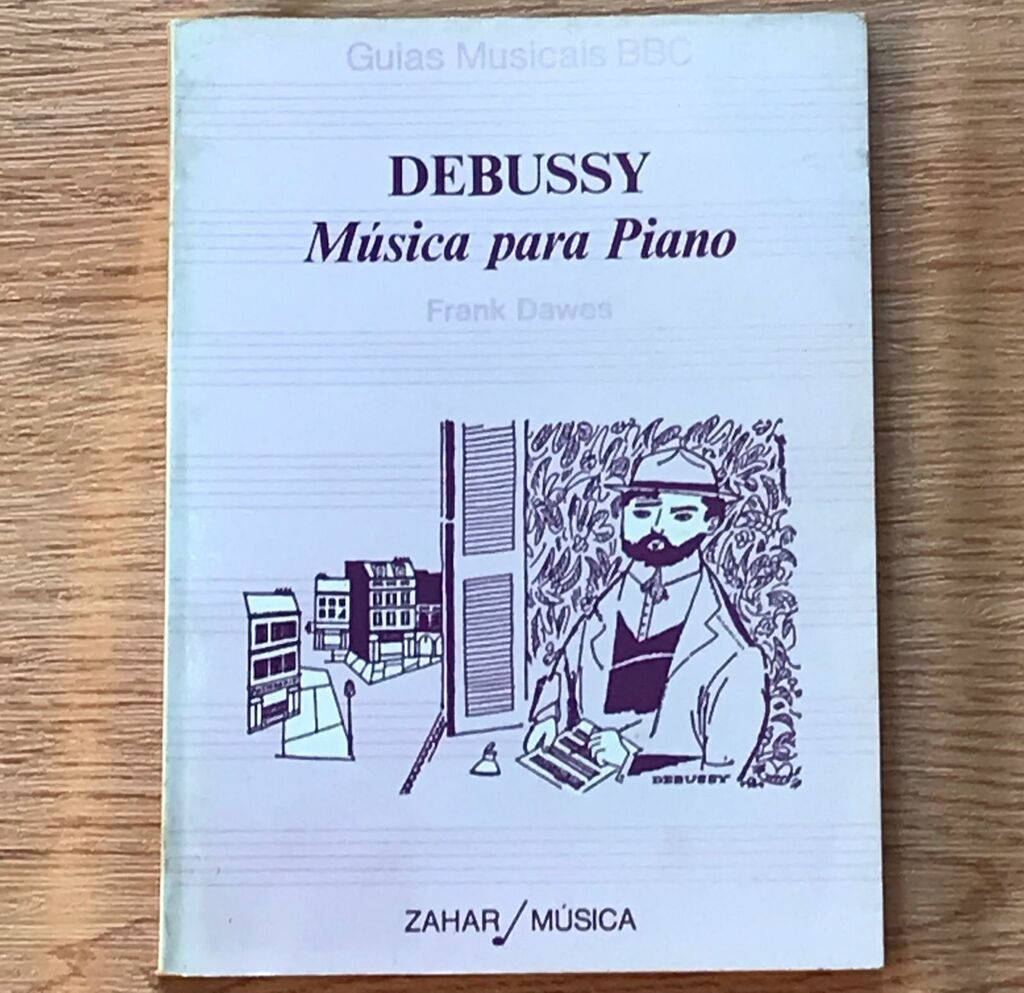 Guias Musicais BBC
DEBUSSY
Música para Piano
Frank Dawes
DEBUSSY
ZAHAR MÚSICA